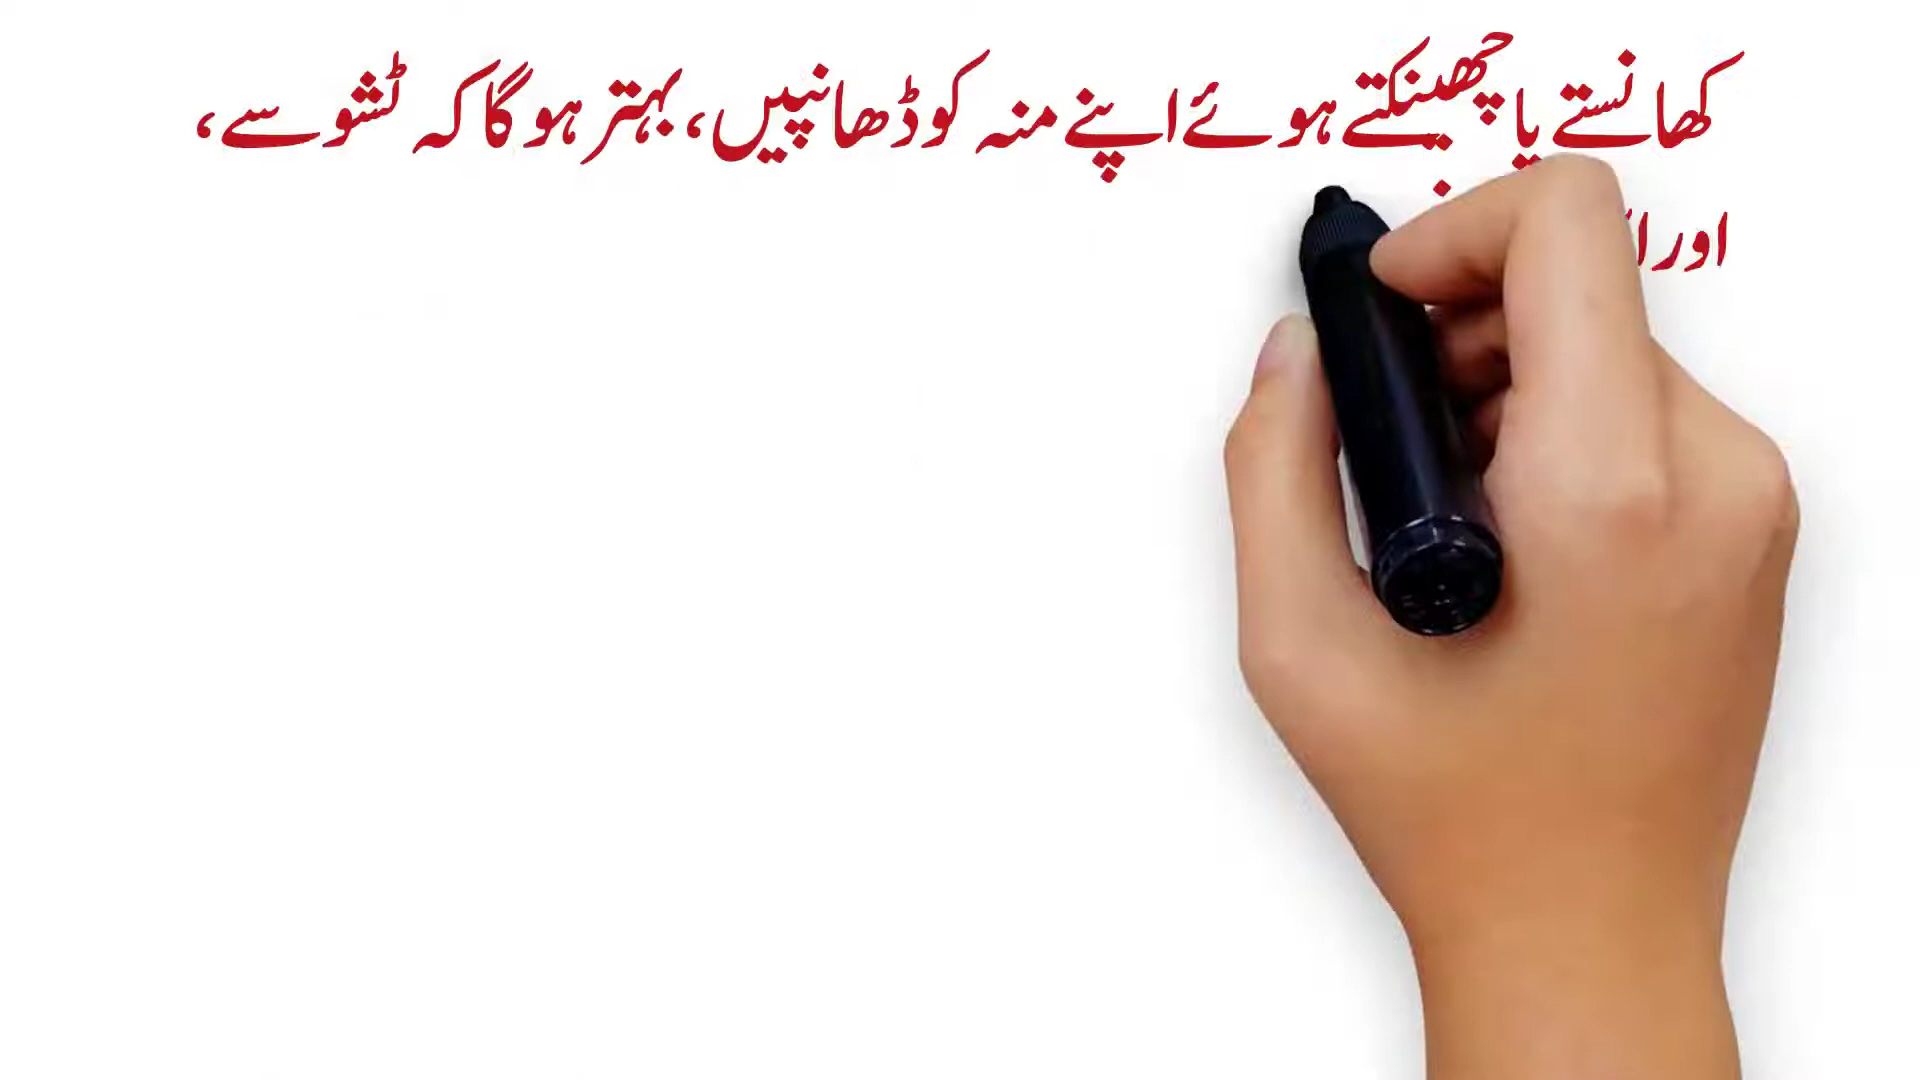 کھانستے یا چھینکتے ہوئے اپنے منہ کو ڈھانپیں، بہتر ہو گا کہ ٹشو سے،
اور